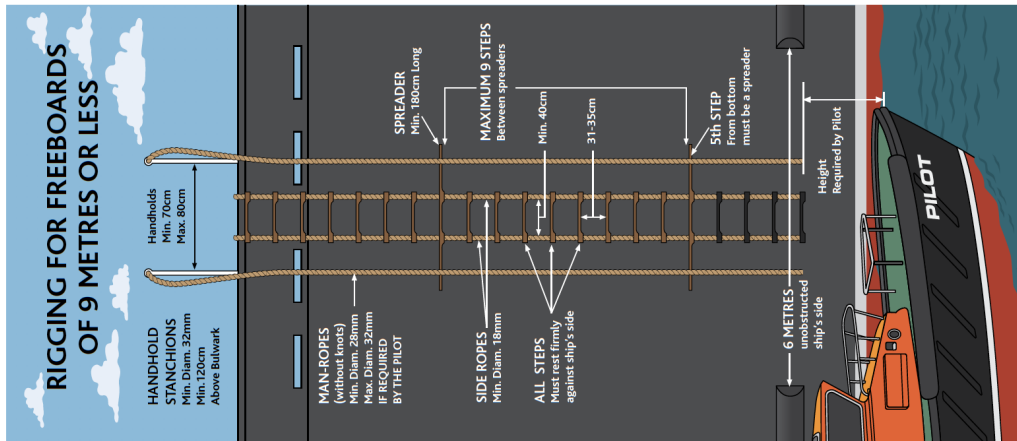 RIGGING FOR FREEBOARDS
OF 9 METRES OR LESS
HANDHOLD
STANCHIONS
Min. Diam. 32mm
Min. 120cm
Above Bulwark
Handholds
Min. 70cm
Max. 80cm
MAN-ROPES
(without knots)
Min. Diam. 28mm
Max. Diam. 32mm
IF REQUIRED
BY THE PILOT
SPREADER
Min. 180cm Long
MAXIMUM 9 STEPS
Between spreaders
SIDE ROPES
Min. Diam. 18mm
Min. 40cm
ALL STEPS
Must rest firmly
against ship's side
31-35cm
5th STEP
From bottom
must be a spreader
6 METRES
unobstructed
ship's side
Height
Required by Pilot
PILOT